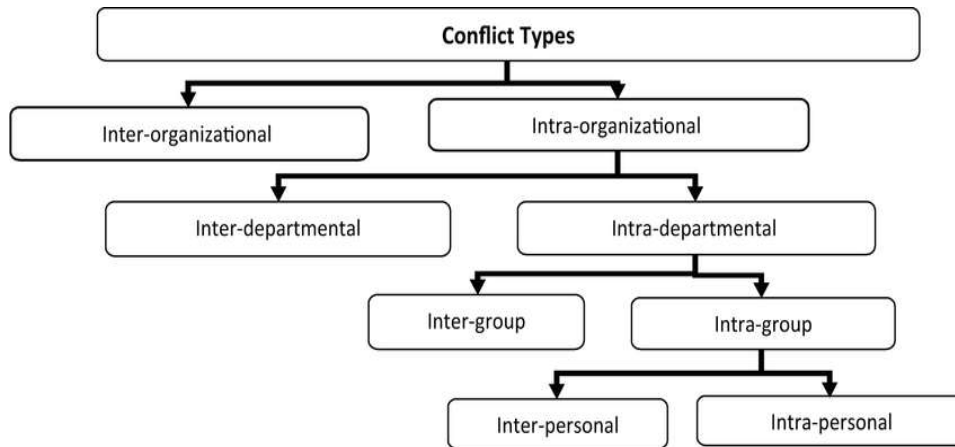 Conflict Types
Inter-organizational
Intra-organizational
Inter-departmental
Intra-departmental
Inter-group
Intra-group
Inter-personal
Intra-personal